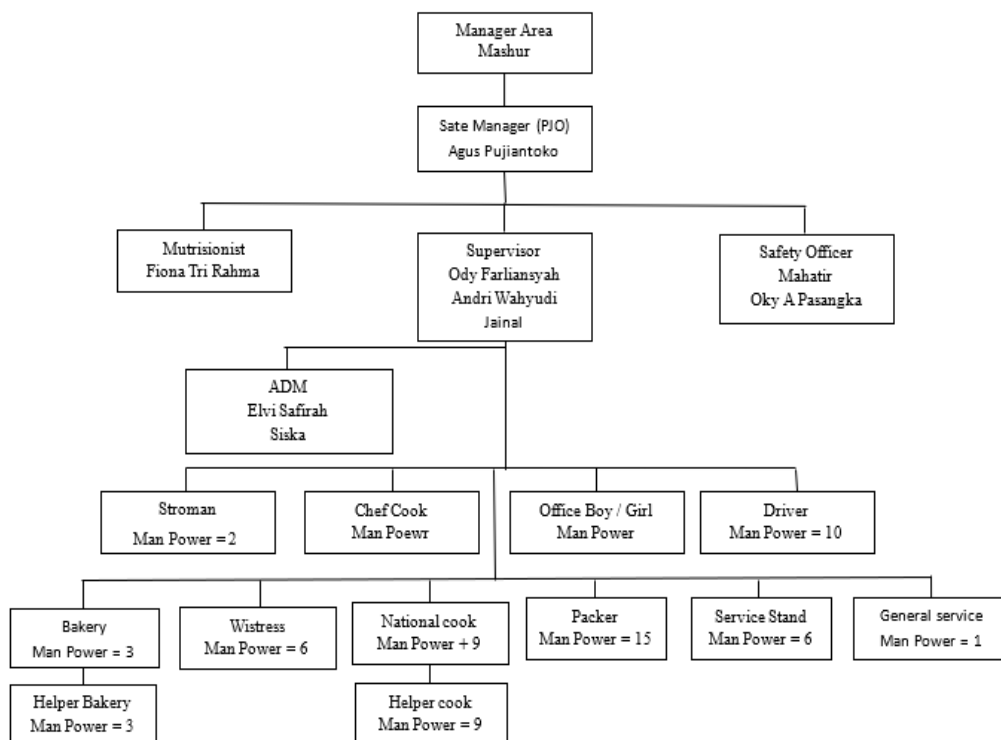 Manager Area
Mashur
Sate Manager (PJO)
Agus Pujiantoko
Mutrisionist
Fiona Tri Rahma
Supervisor
Ody Farliansyah
Andri Wahyudi
Jainal
Safety Officer
Mahatir
Oky A Pasangka
ADM
Elvi Safirah
Siska
Stroman
Man Power = 2
Chef Cook
Man Poewr
Office Boy / Girl
Man Power
Driver
Man Power = 10
Bakery
Man Power = 3
Wistress
Man Power = 6
National cook
Man Power + 9
Packer
Man Power = 15
Service Stand
Man Power = 6
General service
Man Power = 1
Helper Bakery
Man Power = 3
Helper cook
Man Power = 9